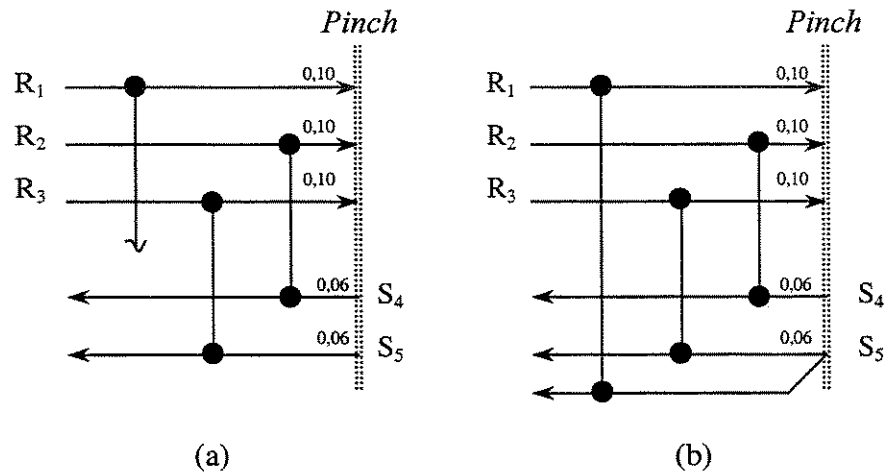 Pinch Pinch
R1 0,10 R1 0,10
R2 0,10 R2 0,10
R3 0,10 R3 0,10
0,06 S4 0,06 S4
0,06 S5 0,06 S5
(a) (b)